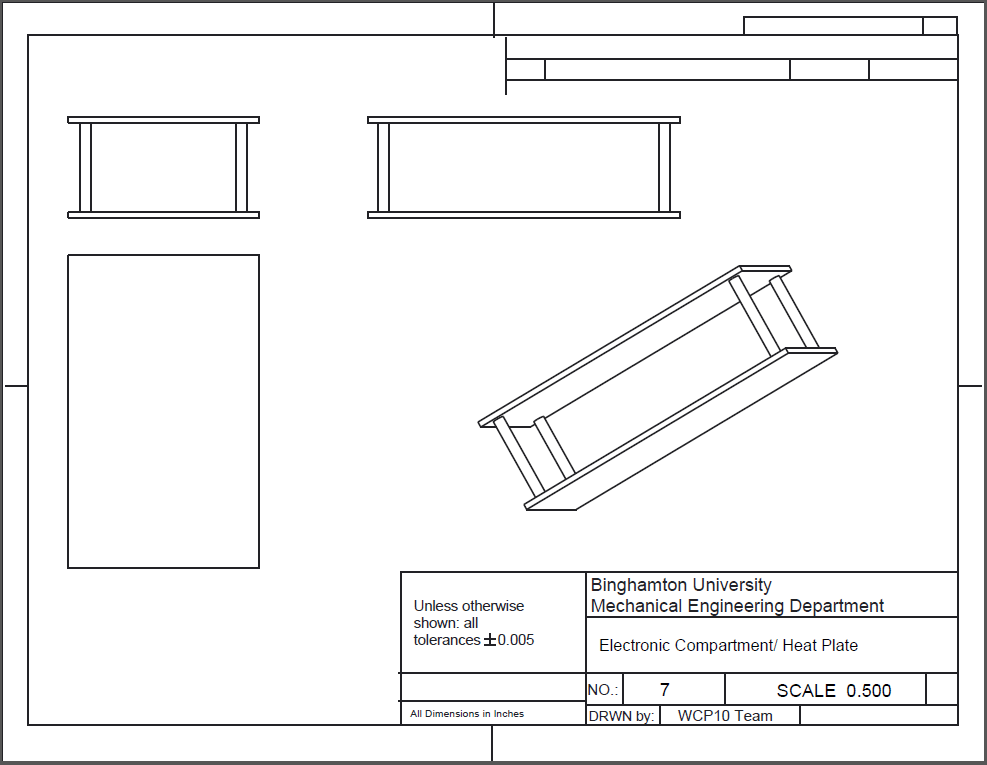 Binghamton University
Mechanical Engineering Department
Unless otherwise
shown: all
tolerances ±0.005
Electronic Compartment/ Heat Plate
NO.: 7 SCALE 0.500
All Dimensions in Inches
DRWN by: WCP10 Team